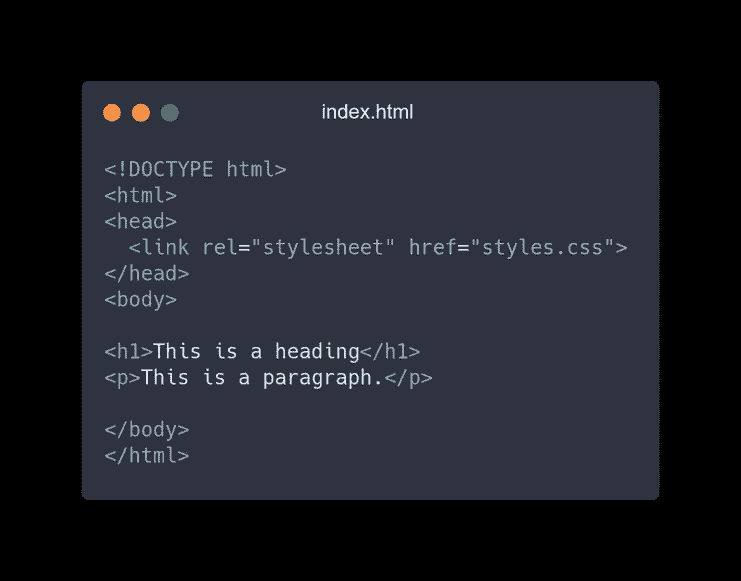 index.html
<!DOCTYPE html>
<html>
<head>
  <link rel="stylesheet" href="styles.css">
</head>
<body>
<h1>This is a heading</h1>
<p>This is a paragraph.</p>
</body>
</html>